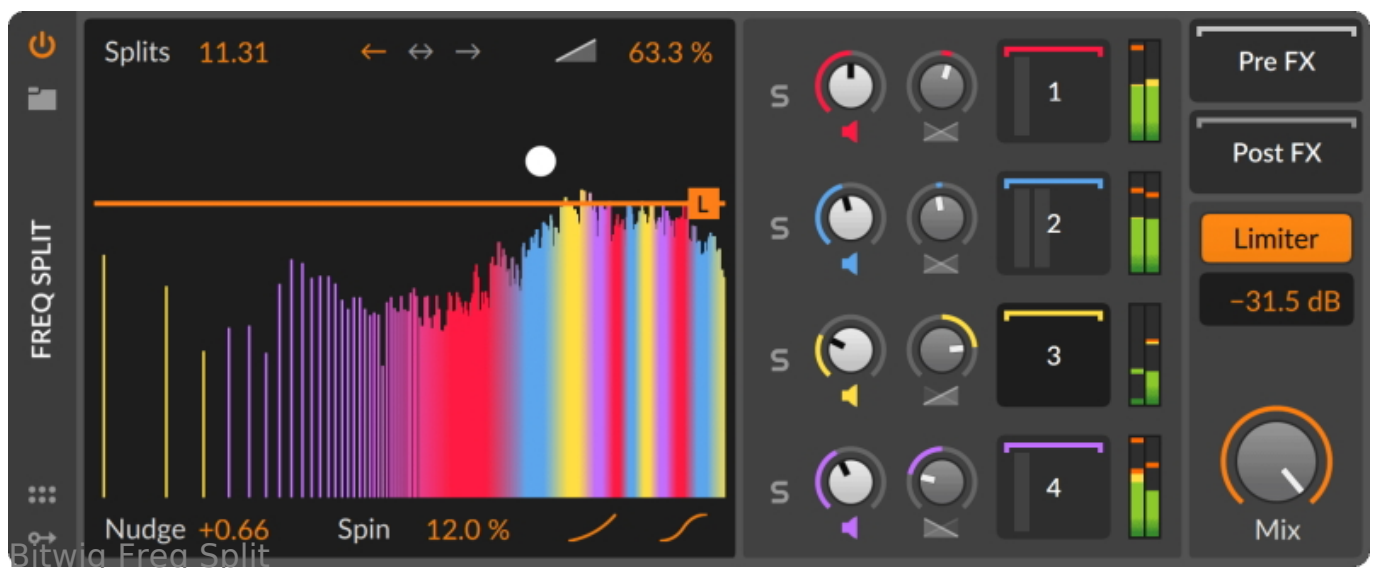 Splits 11.31 ← ↔ → 63.3 %
L
FREQ SPLIT
Nudge +0.66 Spin 12.0 %
S 1
S 2
S 3
S 4
Pre FX
Post FX
Limiter
−31.5 dB
Mix
Bitwig Freq Split